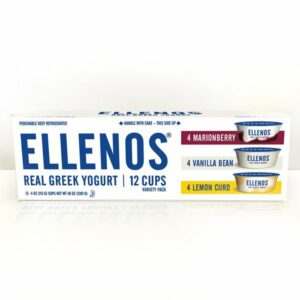 PERISHABLE KEEP REFRIGERATED
HANDLE WITH CARE - THIS SIDE UP
ELLENOS®
REAL GREEK YOGURT | 12 CUPS
VARIETY PACK
4 MARIONBERRY
ELLENOS
4 VANILLA BEAN
ELLENOS
4 LEMON CURD
ELLENOS